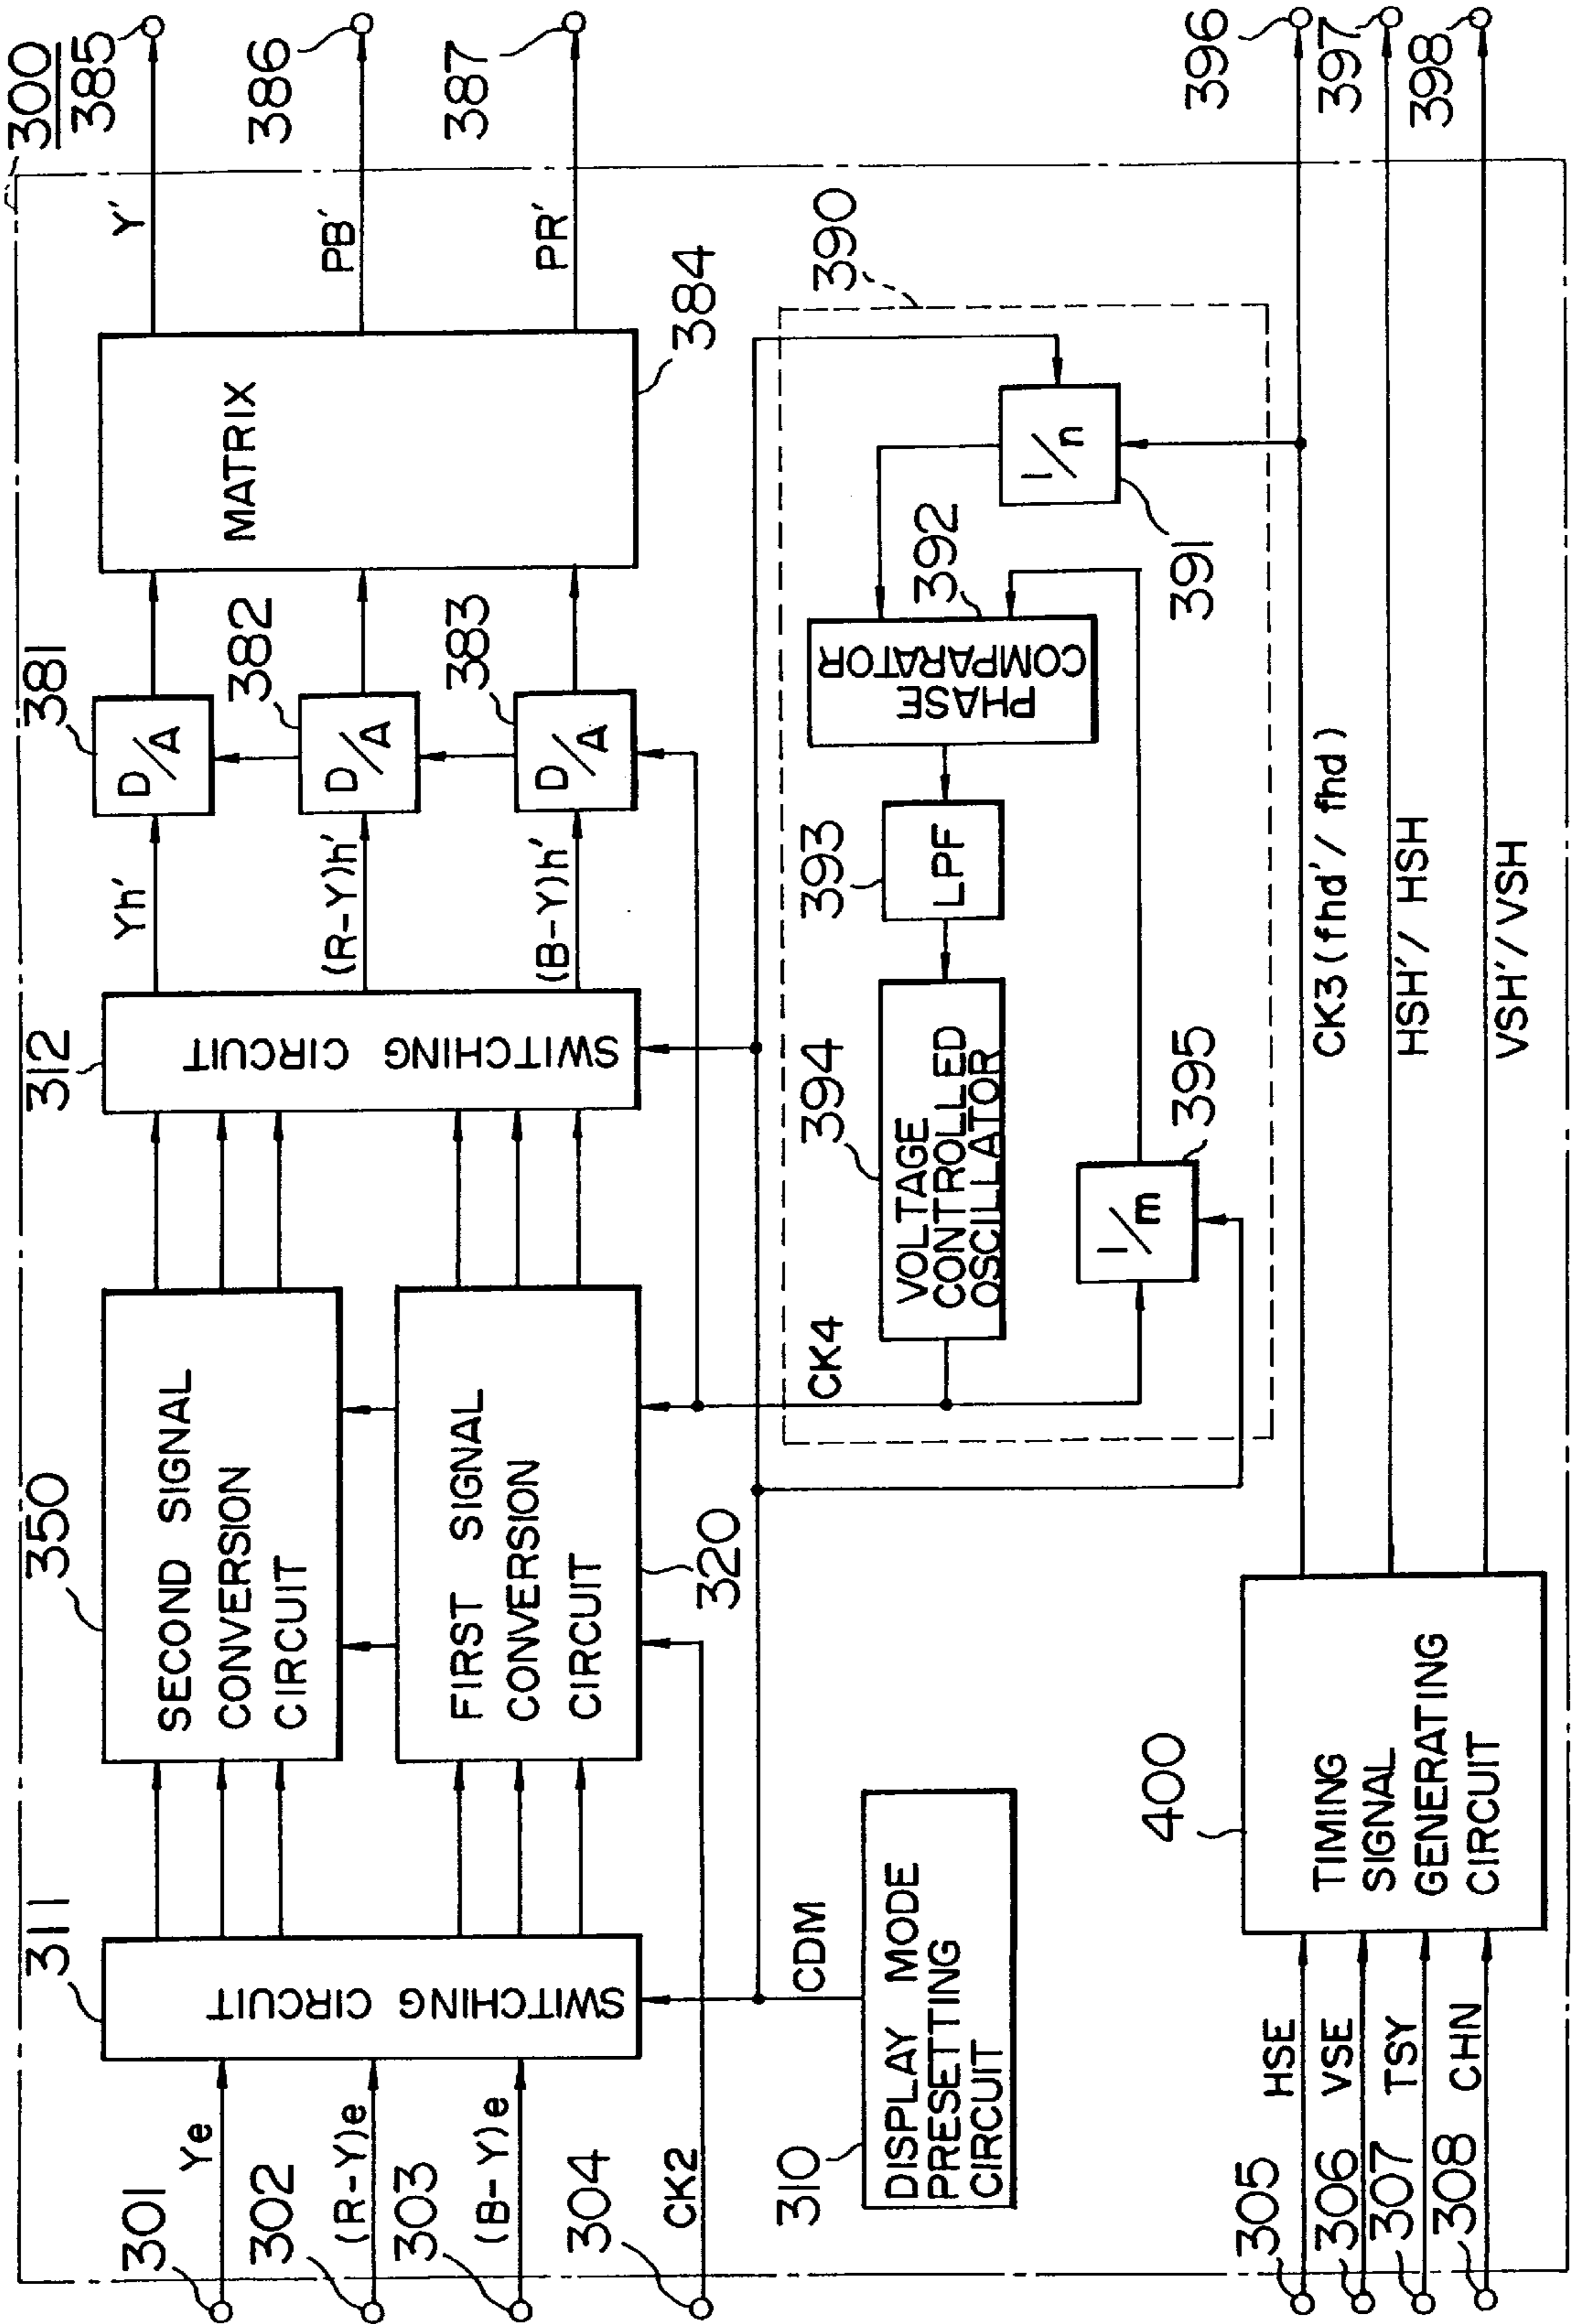 300
301
Ye
302
(R-Y)e
303
(B-Y)e
304
CK2
311
SWITCHING CIRCUIT
350
SECOND SIGNAL
CONVERSION
CIRCUIT
FIRST SIGNAL
CONVERSION
CIRCUIT
320
312
SWITCHING CIRCUIT
Yh'
(R-Y)h'
(B-Y)h'
381
D/A
382
D/A
383
D/A
MATRIX
384
Y'
385
PB'
386
PR'
387
310
DISPLAY MODE
PRESETTING
CIRCUIT
CDM
390
CK4
394
VOLTAGE
CONTROLLED
OSCILLATOR
393
LPF
392
PHASE
COMPARATOR
1/n
391
1/m
395
305
HSE
306
VSE
307
TSY
308
CHN
400
TIMING
SIGNAL
GENERATING
CIRCUIT
CK3(fhd'/fhd)
396
HSH'/HSH
397
VSH'/VSH
398